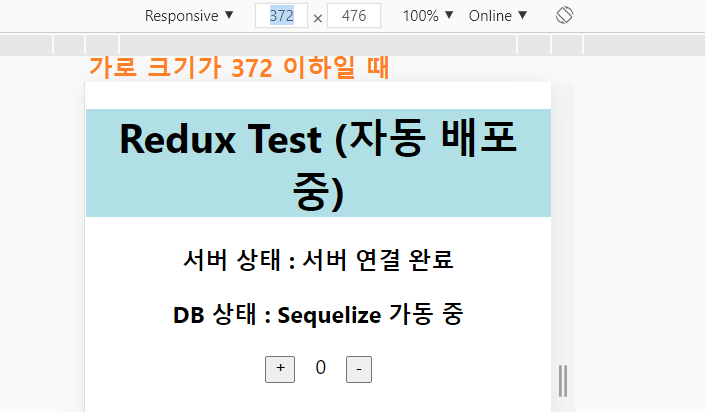 Responsive ▼ 372 × 476 100% ▼ Online ▼
가로 크기가 372 이하일 때
Redux Test (자동 배포
중)
서버 상태 : 서버 연결 완료
DB 상태 : Sequelize 가동 중
+ 0 -